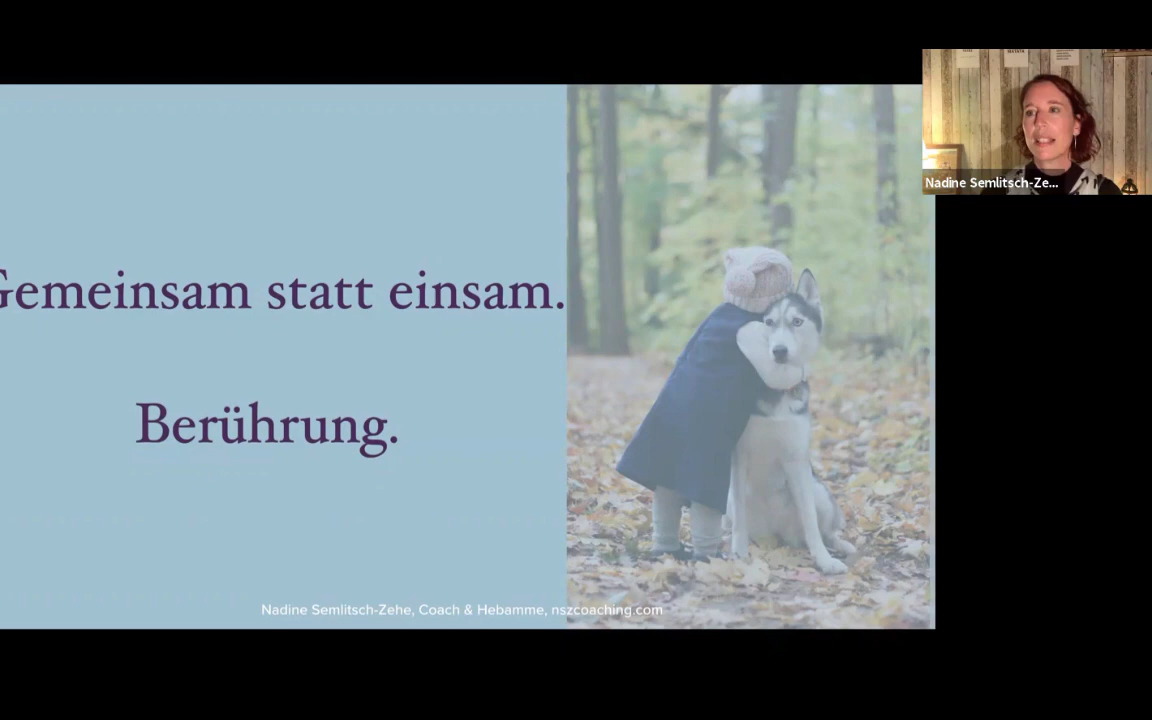 Gemeinsam statt einsam.
Berührung.
Nadine Semlitsch-Zehe, Coach & Hebamme, nszcoaching.com
Nadine Semlitsch-Ze...